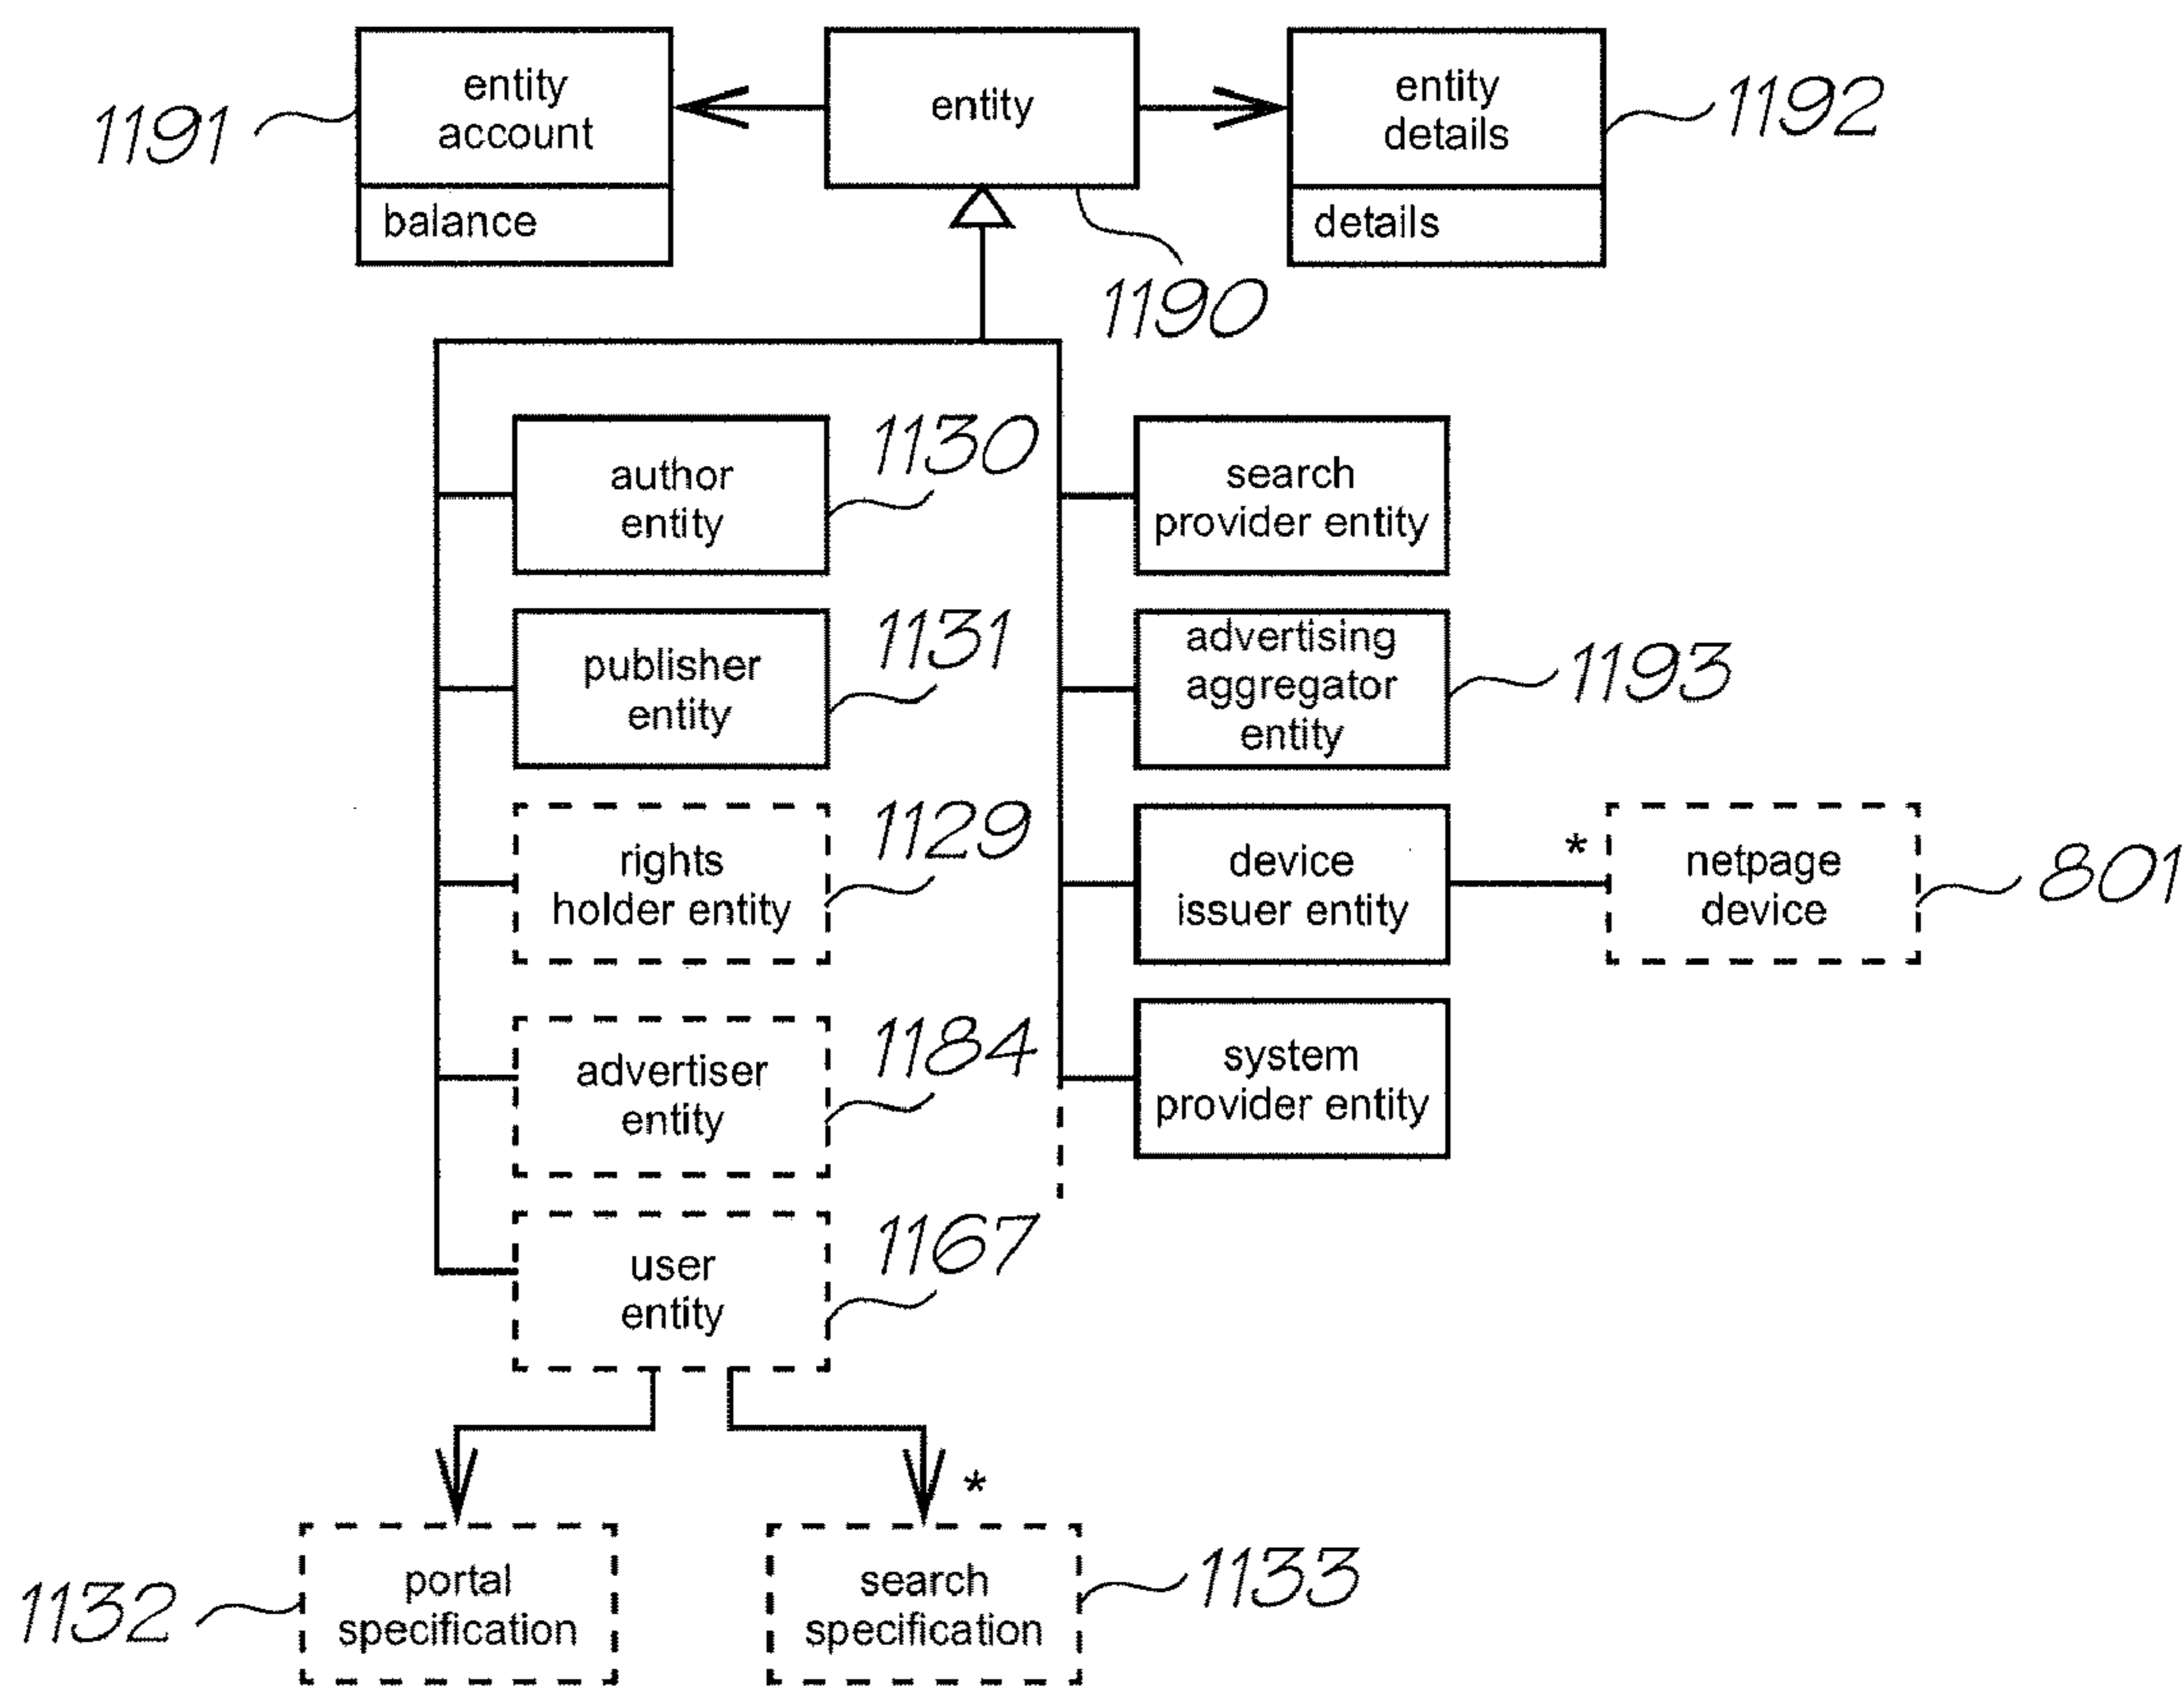 entity
account
balance
1191
entity
1190
entity
details
details
1192
author
entity
1130
search
provider entity
publisher
entity
1131
advertising
aggregator
entity
1193
rights
holder entity
1129
device
issuer entity
*
netpage
device
801
advertiser
entity
1184
system
provider entity
user
entity
1167
*
portal
specification
1132
search
specification
1133